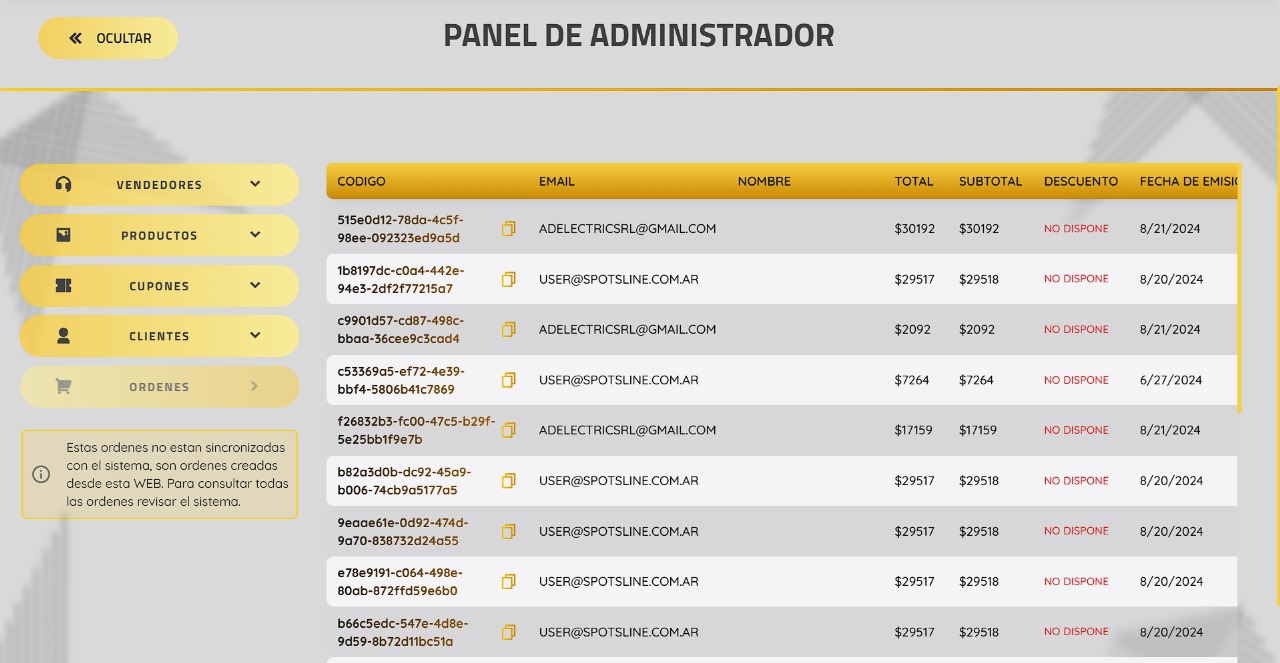 OCULTAR
PANEL DE ADMINISTRADOR
VENDEDORES
PRODUCTOS
CUPONES
CLIENTES
ORDENES
Estas ordenes no estan sincronizadas
con el sistema, son ordenes creadas
desde esta WEB. Para consultar todas
las ordenes revisar el sistema.
CODIGO EMAIL NOMBRE TOTAL SUBTOTAL DESCUENTO FECHA DE EMISIO
515e0d12-78da-4c5f-
98ee-092323ed9a5d ADELECTRICSRL@GMAIL.COM $30192 $30192 NO DISPONE 8/21/2024
1b8197dc-c0a4-442e-
94e3-2df2f77215a7 USER@SPOTSLINE.COM.AR $29517 $29518 NO DISPONE 8/20/2024
c9901d57-cd87-498c-
bbaa-36cee9c3cad4 ADELECTRICSRL@GMAIL.COM $2092 $2092 NO DISPONE 8/21/2024
c53369a5-ef72-4e39-
bbf4-5806b41c7869 USER@SPOTSLINE.COM.AR $7264 $7264 NO DISPONE 6/27/2024
f26832b3-fc00-47c5-b29f-
5e25bb1f9e7b ADELECTRICSRL@GMAIL.COM $17159 $17159 NO DISPONE 8/21/2024
b82a3d0b-dc92-45a9-
b006-74cb9a5177a5 USER@SPOTSLINE.COM.AR $29517 $29518 NO DISPONE 8/20/2024
9eaae61e-0d92-474d-
9a70-838732d24a55 USER@SPOTSLINE.COM.AR $29517 $29518 NO DISPONE 8/20/2024
e78e9191-c064-498e-
80ab-872ffd59e6b0 USER@SPOTSLINE.COM.AR $29517 $29518 NO DISPONE 8/20/2024
b66c5edc-547e-4d8e-
9d59-8b72d11bc51a USER@SPOTSLINE.COM.AR $29517 $29518 NO DISPONE 8/20/2024